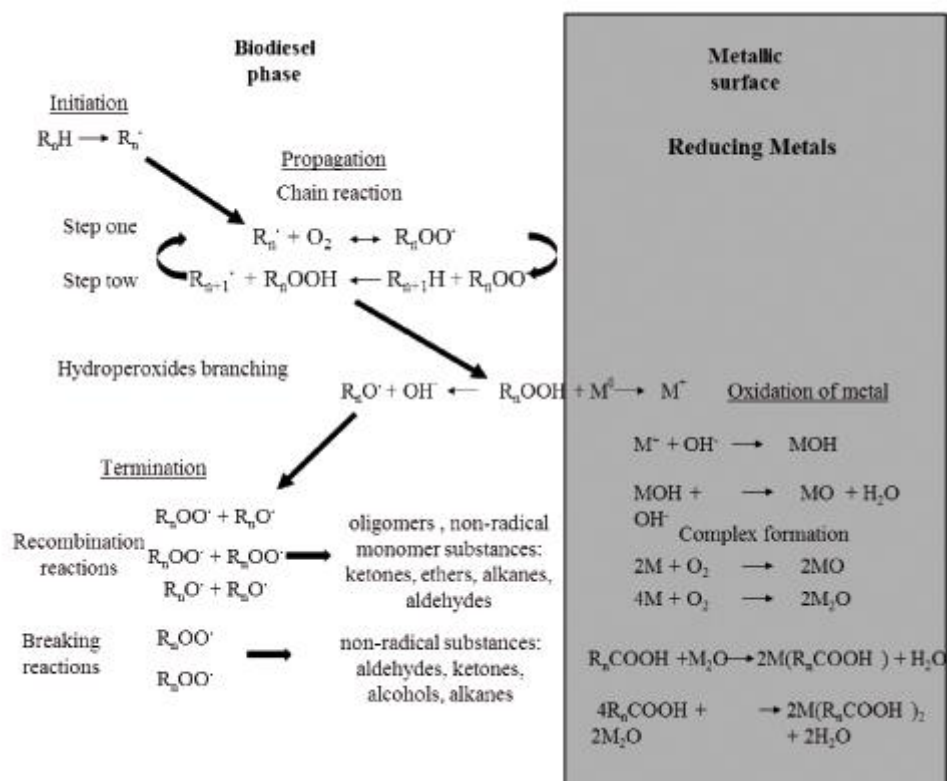 Biodiesel
phase
Initiation
RₙH ⟶ Rₙ˙
Propagation
Chain reaction
Step one
Rₙ˙ + O₂ ⟷ RₙOO˙
Step tow
Rₙ₊₁˙ + RₙOOH ⟵ Rₙ₊₁H + RₙOO
Hydroperoxides branching
RₙO˙ + OH⁻ ← RₙOOH + M⁰ → M⁺
Termination
Recombination
reactions
RₙOO˙ + RₙO˙
RₙOO˙ + RₙOO˙
RₙO˙ + RₙO˙
oligomers , non-radical
monomer substances:
ketones, ethers, alkanes,
aldehydes
Breaking
reactions
RₙOO˙
RₙOO˙
non-radical substances:
aldehydes, ketones,
alcohols, alkanes
Metallic
surface
Reducing Metals
Oxidation of metal
M⁺ + OH⁻ ⟶ MOH
MOH + ⟶ MO + H₂O
OH⁻
Complex formation
2M + O₂ ⟶ 2MO
4M + O₂ ⟶ 2M₂O
RₙCOOH +M₂O⟶2M(RₙCOOH ) + H₂O
4RₙCOOH + ⟶2M(RₙCOOH )₂
2M₂O + 2H₂O